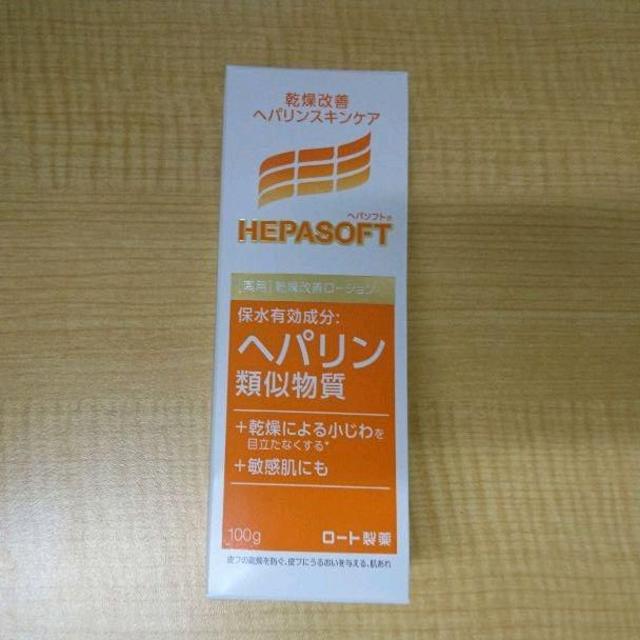 乾燥改善
ヘパリンスキンケア
ヘパソフト®
HEPASOFT
薬用 乾燥改善ローション
保水有効成分:
ヘパリン
類似物質
+乾燥による小じわを
目立たなくする*
+敏感肌にも
100g
ロート製薬
皮フの乾燥を防ぐ、皮フにうるおいを与える、肌あれ